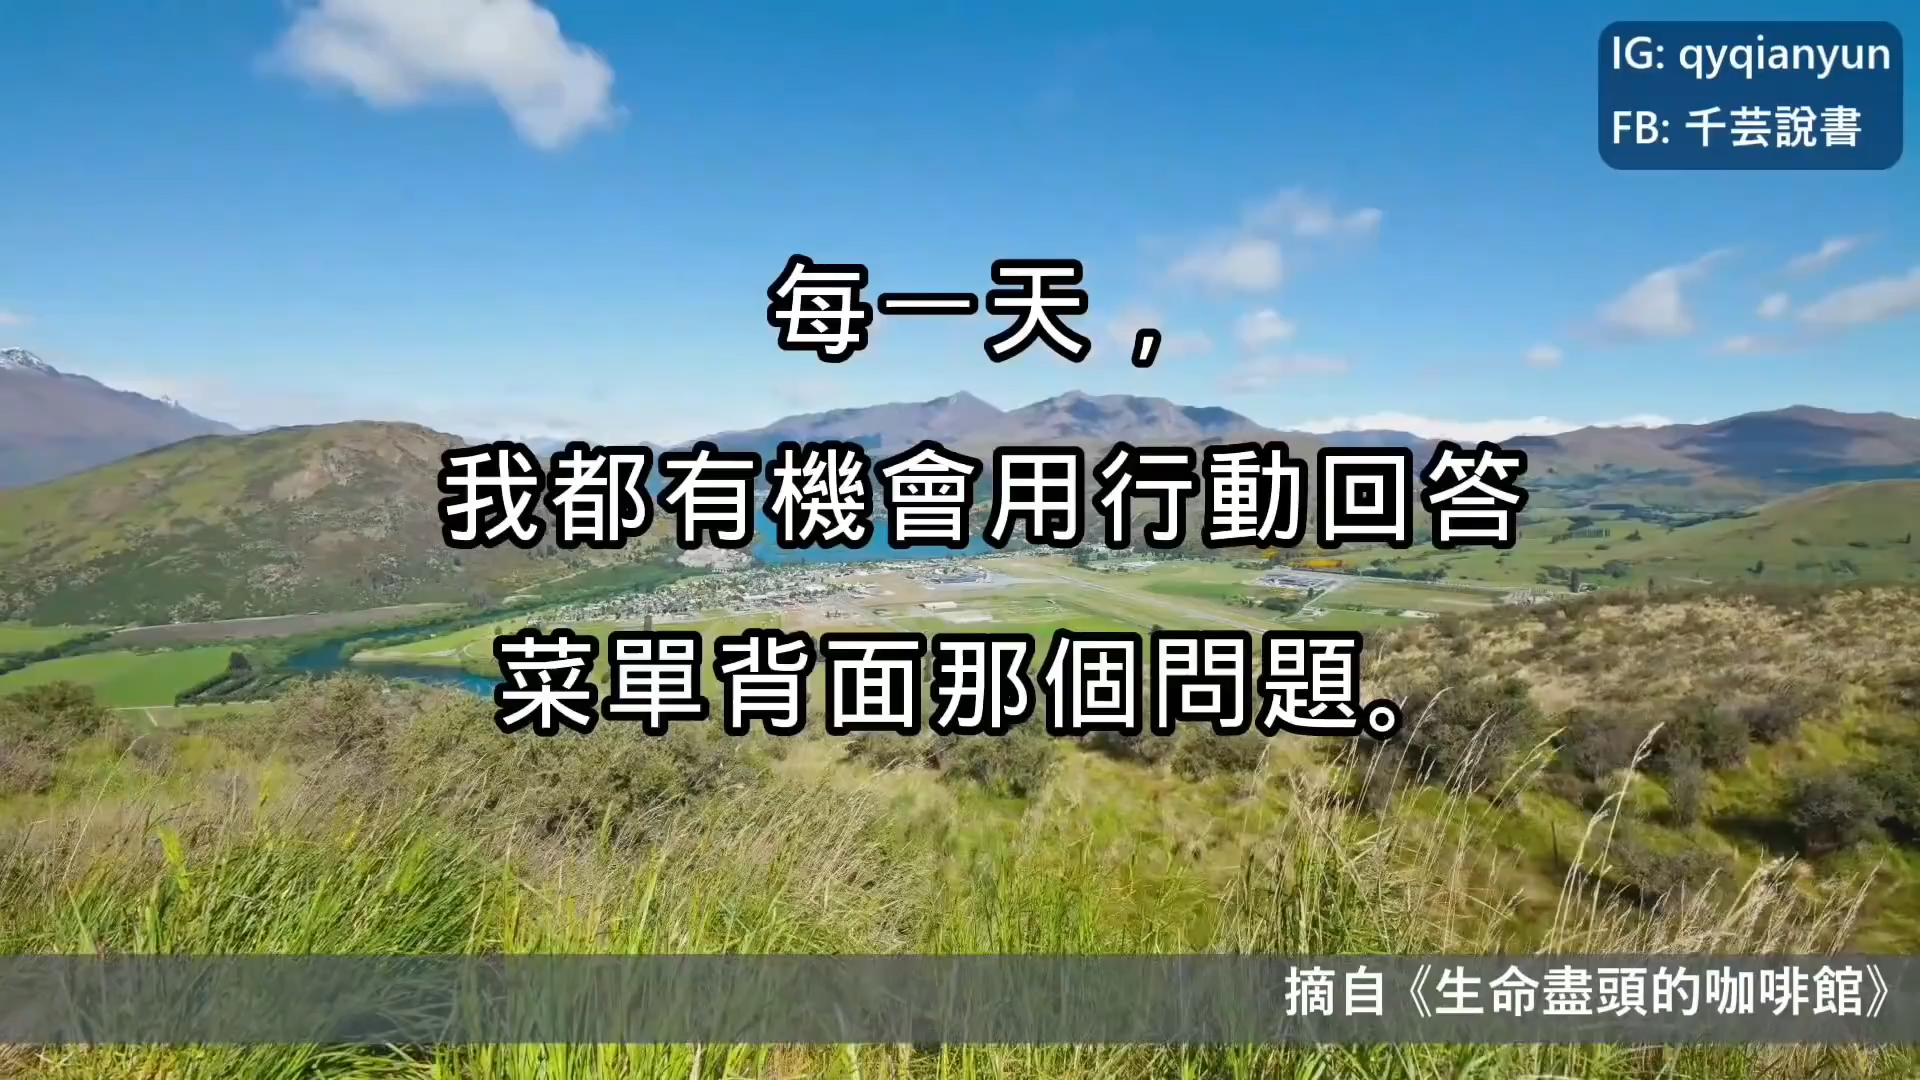 IG: qyqianyun
FB: 千芸說書
每一天，
我都有機會用行動回答
菜單背面那個問題。
摘自《生命盡頭的咖啡館》